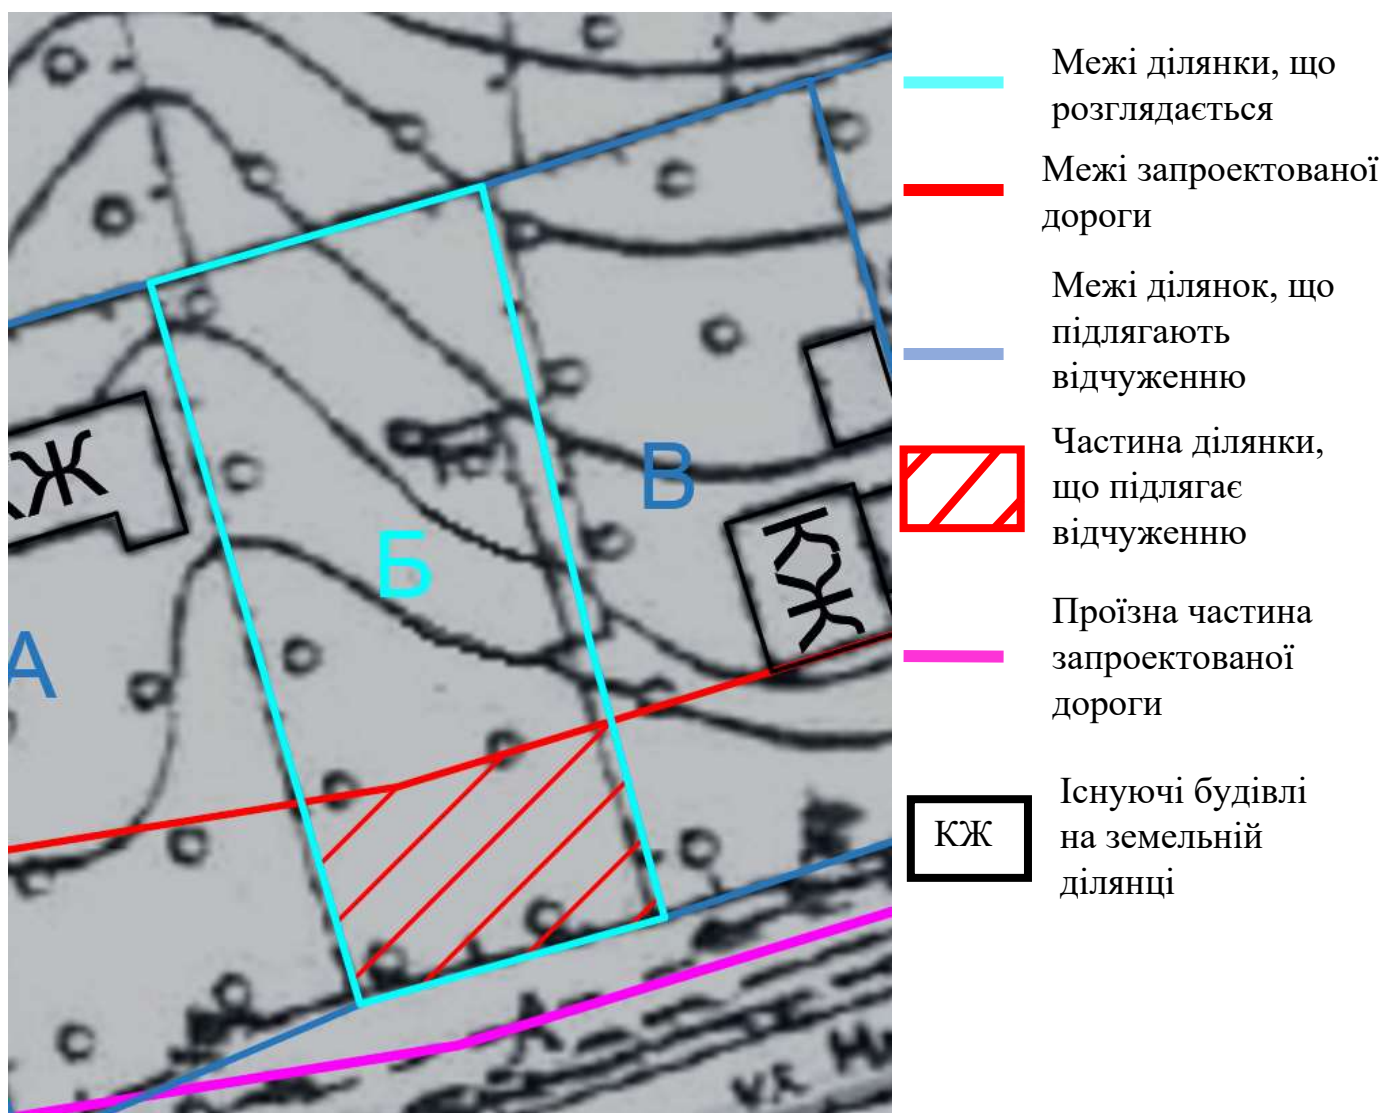 Межі ділянки, що
розглядається
Межі запроектованої
дороги
Межі ділянок, що
підлягають
відчуженню
Частина ділянки,
що підлягає
відчуженню
Проїзна частина
запроектованої
дороги
КЖ
Існуючі будівлі
на земельній
ділянці
КЖ
В
КЖ
Б
А